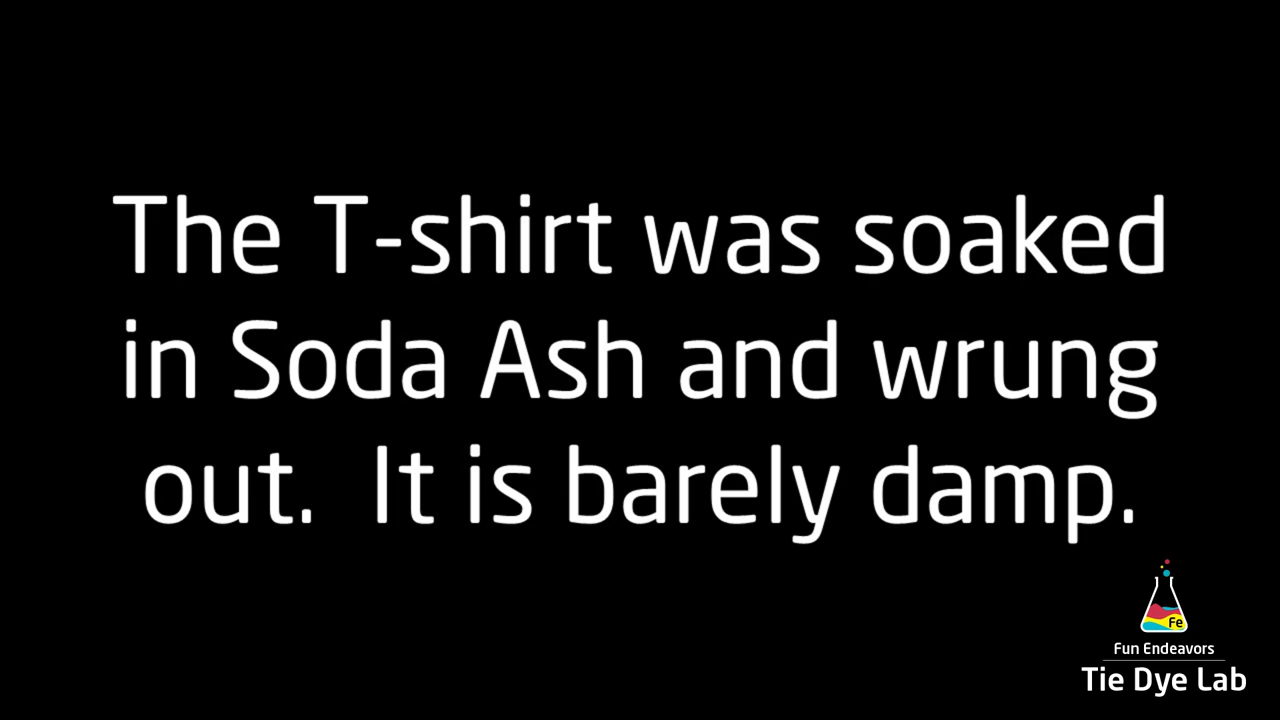 The T-shirt was soaked
in Soda Ash and wrung
out.  It is barely damp.
Fe
Fun Endeavors
Tie Dye Lab